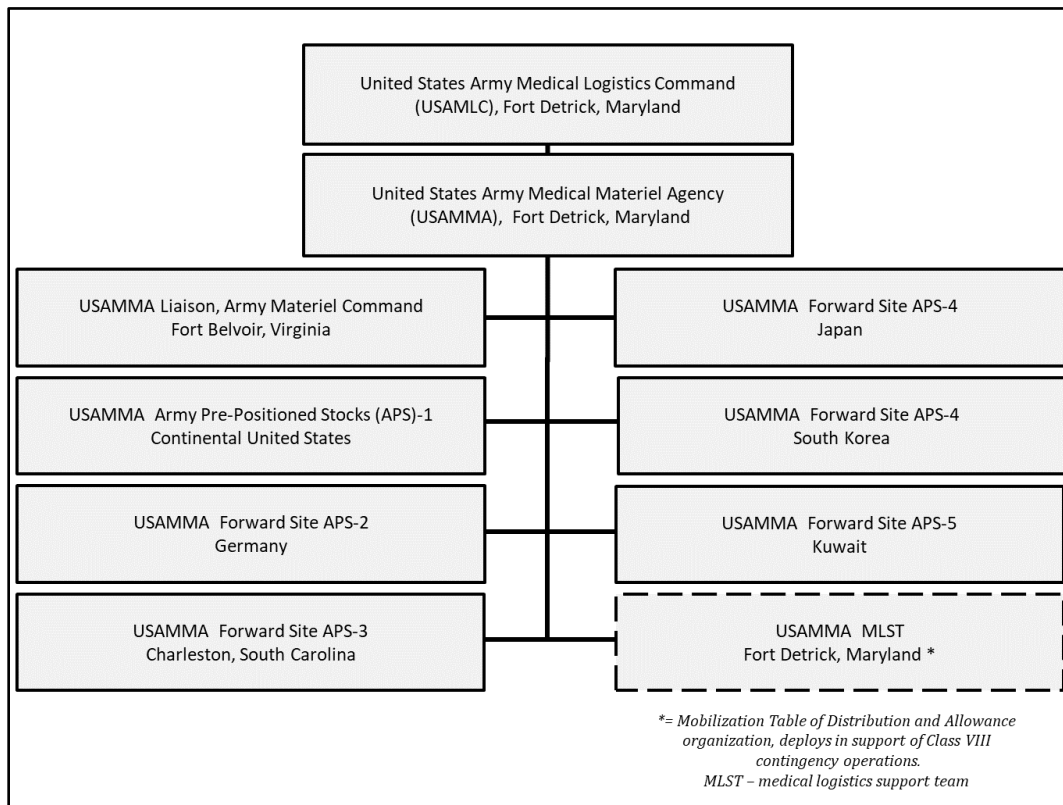 United States Army Medical Logistics Command
(USAMLC), Fort Detrick, Maryland
United States Army Medical Materiel Agency
(USAMMA), Fort Detrick, Maryland
USAMMA Liaison, Army Materiel Command
Fort Belvoir, Virginia
USAMMA Forward Site APS-4
Japan
USAMMA Army Pre-Positioned Stocks (APS)-1
Continental United States
USAMMA Forward Site APS-4
South Korea
USAMMA Forward Site APS-2
Germany
USAMMA Forward Site APS-5
Kuwait
USAMMA Forward Site APS-3
Charleston, South Carolina
USAMMA MLST
Fort Detrick, Maryland *
*= Mobilization Table of Distribution and Allowance
organization, deploys in support of Class VIII
contingency operations.
MLST – medical logistics support team